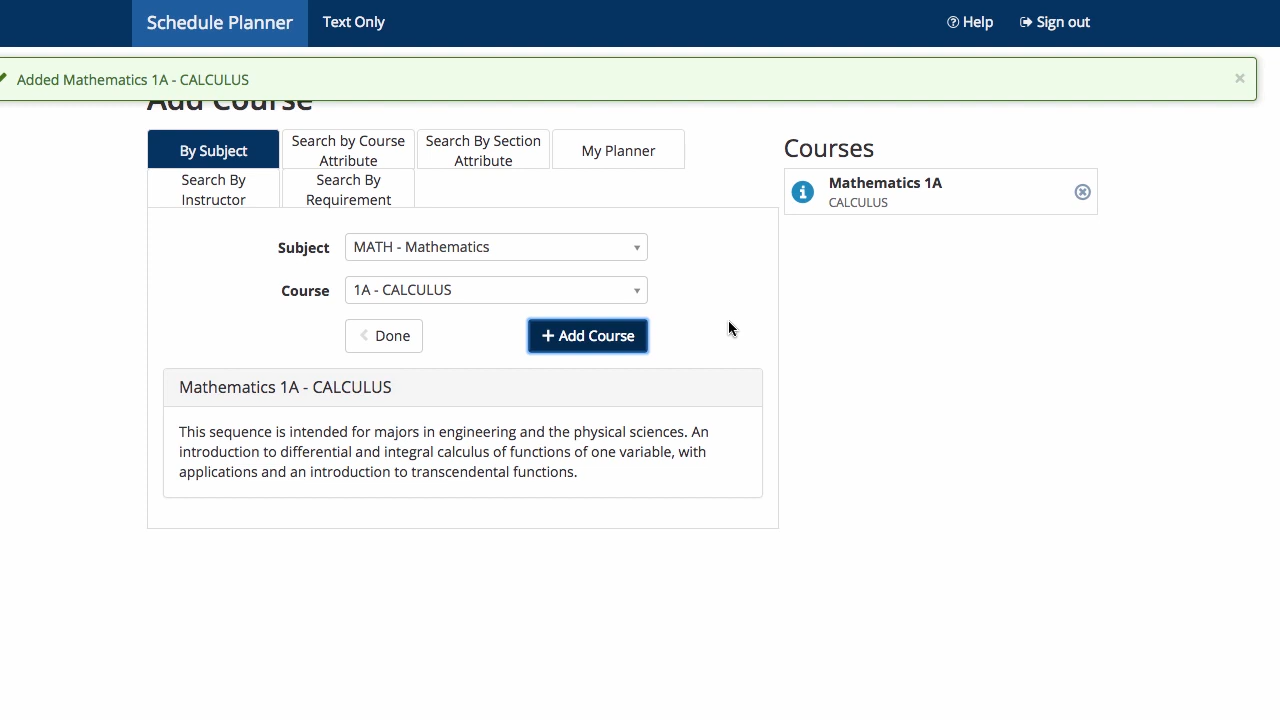 Schedule Planner
Text Only
Help
Sign out
Added Mathematics 1A - CALCULUS
×
Add Course
By Subject
Search by Course
Attribute
Search By Section
Attribute
My Planner
Search By
Instructor
Search By
Requirement
Courses
Mathematics 1A
CALCULUS
Subject
MATH - Mathematics
Course
1A - CALCULUS
Done
+ Add Course
Mathematics 1A - CALCULUS
This sequence is intended for majors in engineering and the physical sciences. An
introduction to differential and integral calculus of functions of one variable, with
applications and an introduction to transcendental functions.